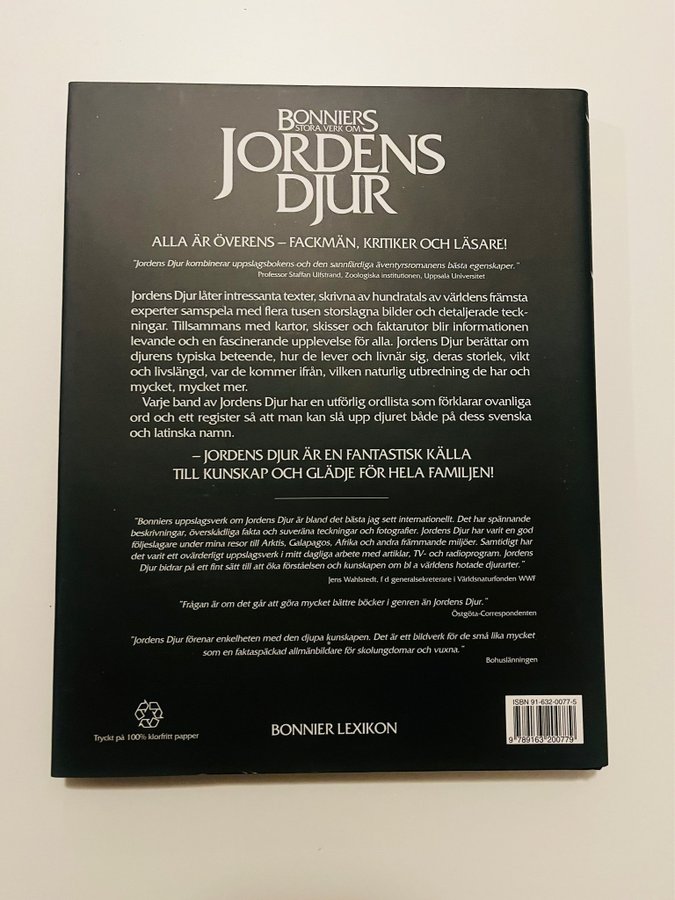 BONNIERS
STORA VERK OM
JORDENS
DJUR
ALLA ÄR ÖVERENS – FACKMÄN, KRITIKER OCH LÄSARE!
"Jordens Djur kombinerar uppslagsbokens och den sannfärdiga äventyrsromanens bästa egenskaper."
Professor Staffan Ulfstrand, Zoologiska institutionen, Uppsala Universitet
Jordens Djur låter intressanta texter, skrivna av hundratals av världens främsta
experter samspela med flera tusen storslagna bilder och detaljerade teck-
ningar. Tillsammans med kartor, skisser och faktarutor blir informationen
levande och en fascinerande upplevelse för alla. Jordens Djur berättar om
djurens typiska beteende, hur de lever och livnär sig, deras storlek, vikt
och livslängd, var de kommer ifrån, vilken naturlig utbredning de har och
mycket, mycket mer.
Varje band av Jordens Djur har en utförlig ordlista som förklarar ovanliga
ord och ett register så att man kan slå upp djuret både på dess svenska
och latinska namn.
– JORDENS DJUR ÄR EN FANTASTISK KÄLLA
TILL KUNSKAP OCH GLÄDJE FÖR HELA FAMILJEN!
"Bonniers uppslagsverk om Jordens Djur är bland det bästa jag sett internationellt. Det har spännande
beskrivningar, överskådliga fakta och suveräna teckningar och fotografier. Jordens Djur har varit en god
följeslagare under mina resor till Arktis, Galapagos, Afrika och andra främmande miljöer. Samtidigt har
det varit ett ovärderligt uppslagsverk i mitt dagliga arbete med artiklar, TV- och radioprogram. Jordens
Djur bidrar på ett fint sätt till att öka förståelsen och kunskapen om bl a världens hotade djurarter."
Jens Wahlstedt, f d generalsekreterare i Världsnaturfonden WWF
"Frågan är om det går att göra mycket bättre böcker i genren än Jordens Djur."
Östgöta-Correspondenten
"Jordens Djur förenar enkelheten med den djupa kunskapen. Det är ett bildverk för de små lika mycket
som en faktaspäckad allmänbildare för skolungdomar och vuxna."
Bohuslänningen
Tryckt på 100% klorfritt papper
BONNIER LEXIKON
ISBN 91-632-0077-5
9 789163 200779